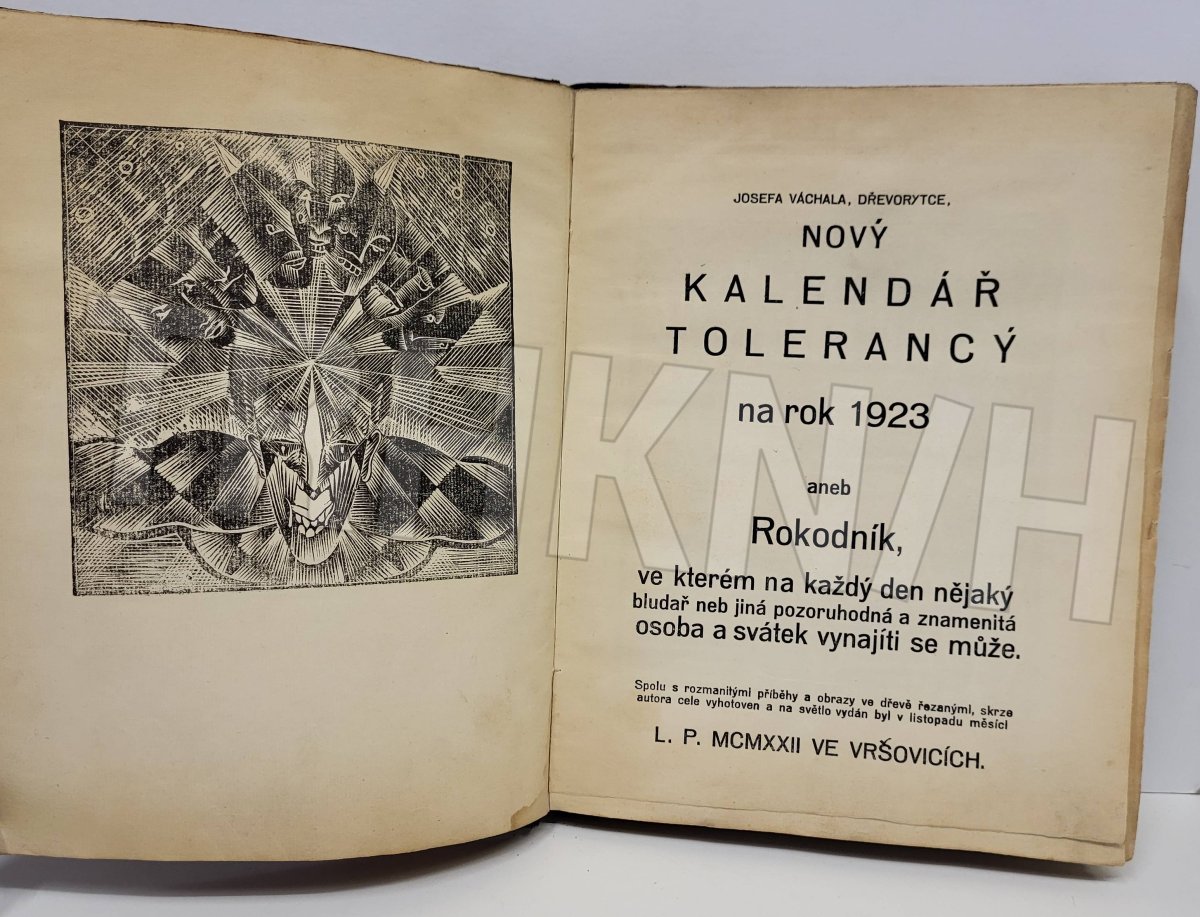 JOSEFA VÁCHALA, DŘEVORYTCE,
NOVÝ
KALENDÁŘ
TOLERANCÝ
na rok 1923
aneb
Rokodník,
ve kterém na každý den nějaký
bludař neb jiná pozoruhodná a znamenitá
osoba a svátek vynajíti se může.
Spolu s rozmanitými příběhy a obrazy ve dřevě řezanými, skrze
autora cele vyhotoven a na světlo vydán byl v listopadu měsíci
L. P. MCMXXII VE VRŠOVICÍCH.